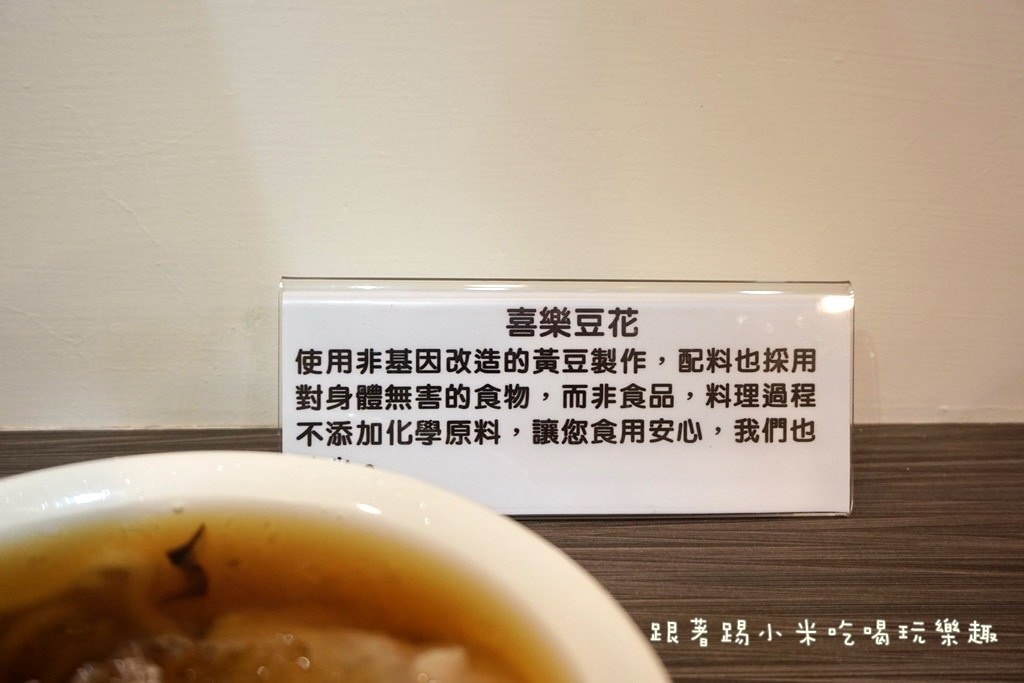 喜樂豆花
使用非基因改造的黃豆製作，配料也採用
對身體無害的食物，而非食品，料理過程
不添加化學原料，讓您食用安心，我們也
跟著踢小米吃喝玩樂趣